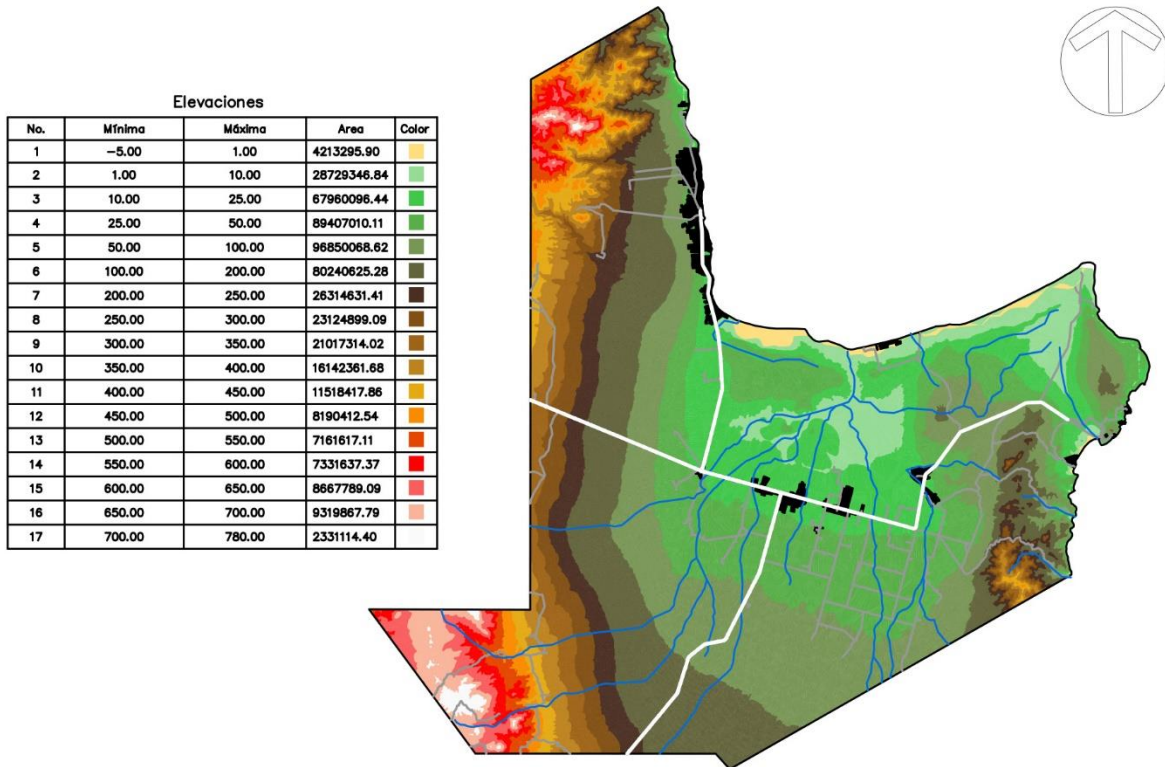 Elevaciones
No. Mínima Máxima Area Color
1 −5.00 1.00 4213295.90
2 1.00 10.00 28729346.84
3 10.00 25.00 67960096.44
4 25.00 50.00 89407010.11
5 50.00 100.00 96850068.62
6 100.00 200.00 80240625.28
7 200.00 250.00 26314631.41
8 250.00 300.00 23124899.09
9 300.00 350.00 21017314.02
10 350.00 400.00 16142361.68
11 400.00 450.00 11518417.86
12 450.00 500.00 8190412.54
13 500.00 550.00 7161617.11
14 550.00 600.00 7331637.37
15 600.00 650.00 8667789.09
16 650.00 700.00 9319867.79
17 700.00 780.00 2331114.40